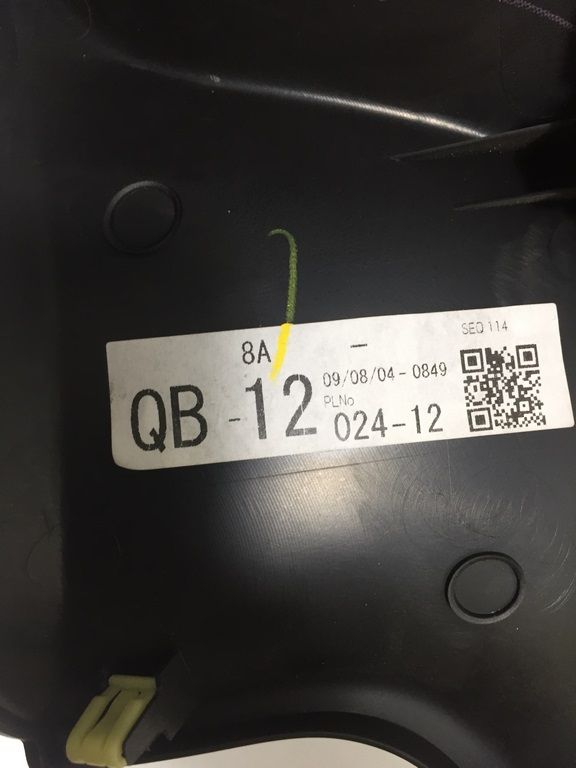 SEQ 114
8A -
09/08/04-0849
PLNo
QB -12
024-12